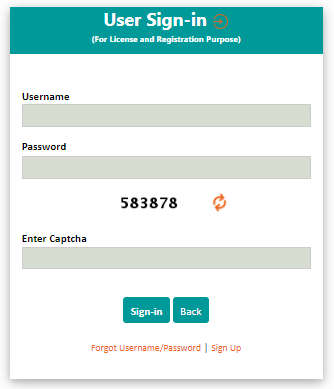 User Sign-in
(For License and Registration Purpose)
Username
Password
583878
Enter Captcha
Sign-in Back
Forgot Username/Password | Sign Up